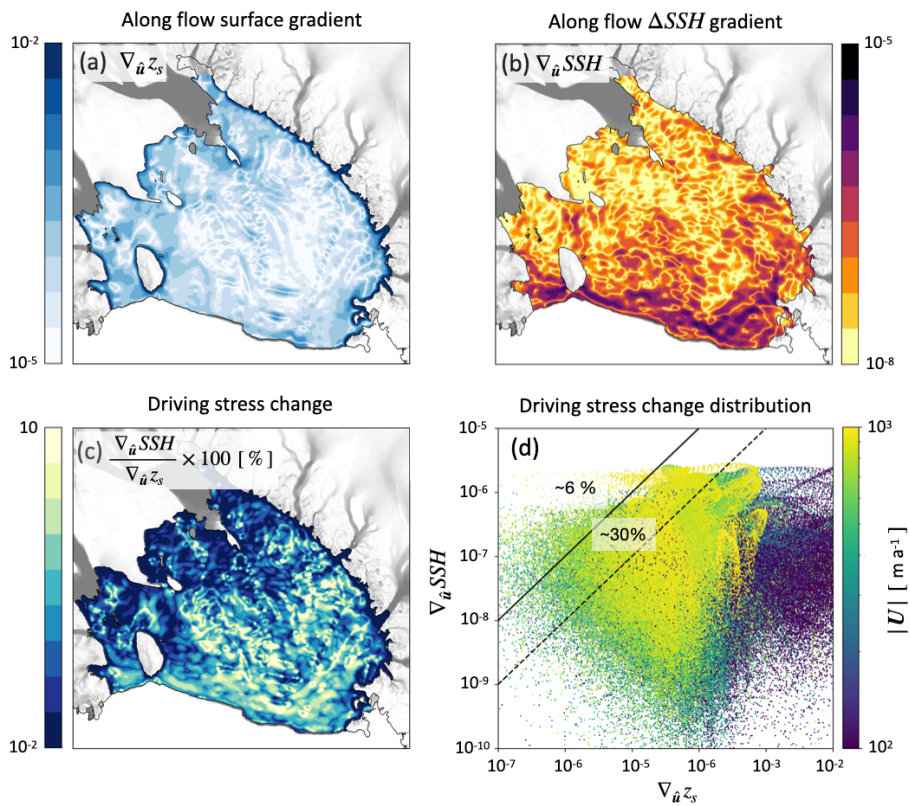 Along flow surface gradient
10⁻²
(a) ∇û zₛ
10⁻⁵
Along flow ΔSSH gradient
(b) ∇û SSH
10⁻⁵
10⁻⁸
Driving stress change
10
(c) ∇û SSH
∇û zₛ
× 100 [ % ]
10⁻²
Driving stress change distribution
10⁻⁵
(d)
~6 %
10⁻⁶
~30%
10⁻⁷
∇û SSH
10⁻⁸
10⁻⁹
10⁻¹⁰
10⁻⁷ 10⁻⁵ 10⁻⁶ 10⁻³ 10⁻²
∇û zₛ
10³
|U| [ m a⁻¹ ]
10²